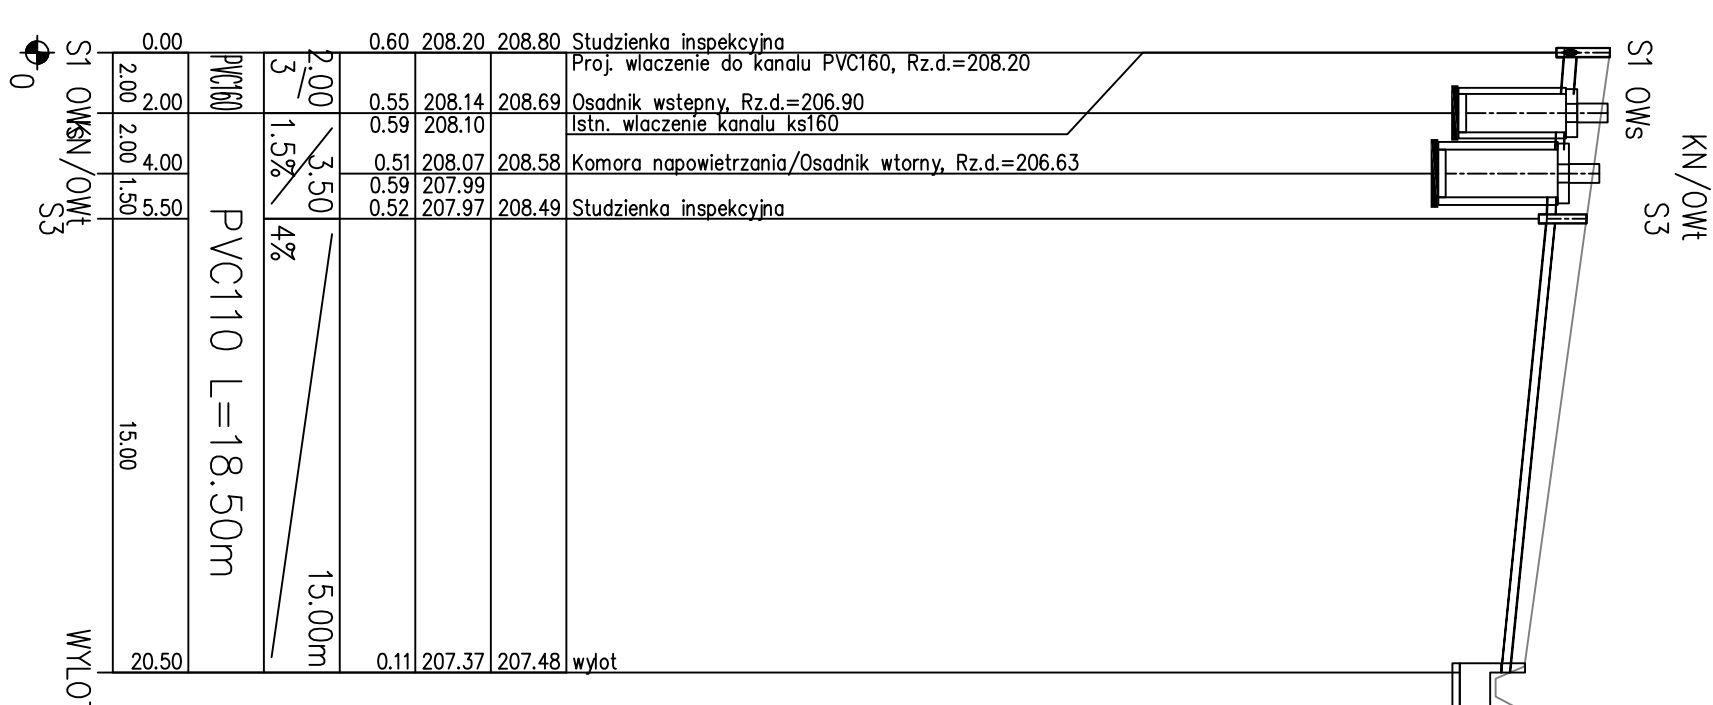 S1
0.00 0.60 208.20 208.80 Studzienka inspekcyjna
S1
O
2.00 PVC160 3 2.00
Proj. wlaczenie do kanalu PVC160, Rz.d.=208.20
OWs
2.00 0.55 208.14 208.69 Osadnik wstepny, Rz.d.=206.90
OWs
2.00 1.5% 3.50
0.59 208.10 Istn. wlaczenie kanalu ks160
KN/OWt
4.00 0.51 208.07 208.58 Komora napowietrzania/Osadnik wtorny, Rz.d.=206.63
KN/OWt
1.50
0.59 207.99
S3
5.50 0.52 207.97 208.49 Studzienka inspekcyjna
S3
15.00 PVC110 L=18.50m 4% 15.00m
WYLOT
20.50 0.11 207.37 207.48 wylot